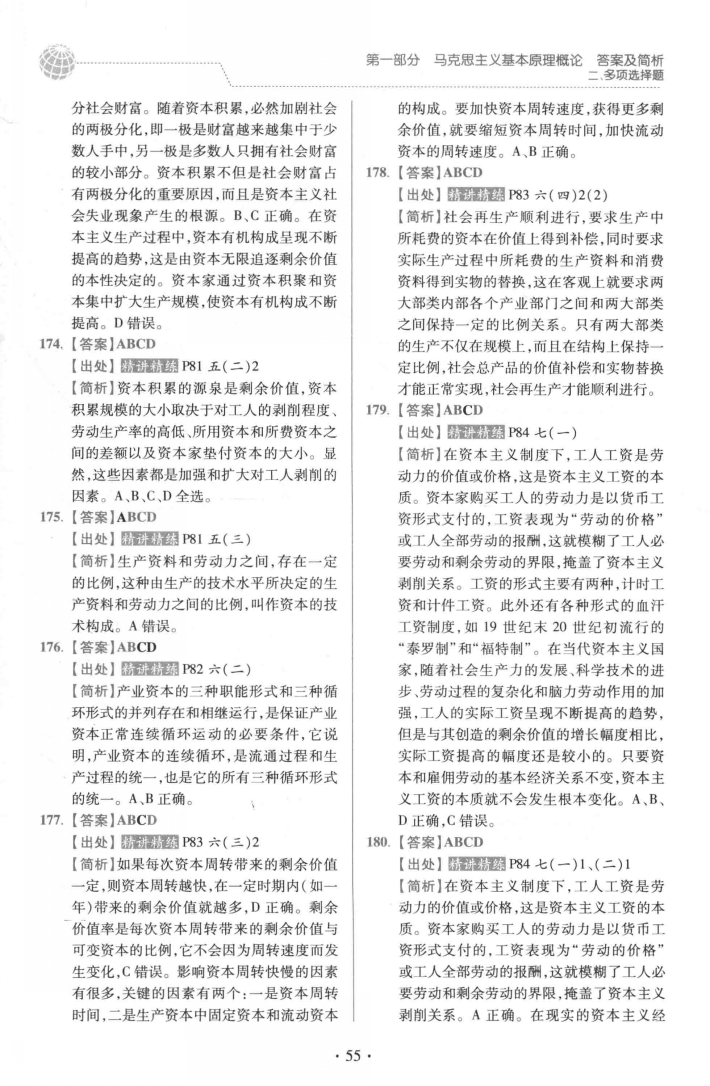 第一部分　马克思主义基本原理概论　答案及简析
二、多项选择题
分社会财富。随着资本积累,必然加剧社会
的两极分化,即一极是财富越来越集中于少
数人手中,另一极是多数人只拥有社会财富
的较小部分。资本积累不但是社会财富占
有两极分化的重要原因,而且是资本主义社
会失业现象产生的根源。B、C正确。在资
本主义生产过程中,资本有机构成呈现不断
提高的趋势,这是由资本无限追逐剩余价值
的本性决定的。资本家通过资本积聚和资
本集中扩大生产规模,使资本有机构成不断
提高。D错误。
174.【答案】ABCD
【出处】精讲精练 P81 五(二)2
【简析】资本积累的源泉是剩余价值,资本
积累规模的大小取决于对工人的剥削程度、
劳动生产率的高低、所用资本和所费资本之
间的差额以及资本家垫付资本的大小。显
然,这些因素都是加强和扩大对工人剥削的
因素。A、B、C、D全选。
175.【答案】ABCD
【出处】精讲精练 P81 五(三)
【简析】生产资料和劳动力之间,存在一定
的比例,这种由生产的技术水平所决定的生
产资料和劳动力之间的比例,叫作资本的技
术构成。A错误。
176.【答案】ABCD
【出处】精讲精练 P82 六(二)
【简析】产业资本的三种职能形式和三种循
环形式的并列存在和相继运行,是保证产业
资本正常连续循环运动的必要条件,它说
明,产业资本的连续循环,是流通过程和生
产过程的统一,也是它的所有三种循环形式
的统一。A、B正确。
177.【答案】ABCD
【出处】精讲精练 P83 六(三)2
【简析】如果每次资本周转带来的剩余价值
一定,则资本周转越快,在一定时期内(如一
年)带来的剩余价值就越多,D正确。剩余
价值率是每次资本周转带来的剩余价值与
可变资本的比例,它不会因为周转速度而发
生变化,C错误。影响资本周转快慢的因素
有很多,关键的因素有两个:一是资本周转
时间,二是生产资本中固定资本和流动资本
的构成。要加快资本周转速度,获得更多剩
余价值,就要缩短资本周转时间,加快流动
资本的周转速度。A、B正确。
178.【答案】ABCD
【出处】精讲精练 P83 六(四)2(2)
【简析】社会再生产顺利进行,要求生产中
所耗费的资本在价值上得到补偿,同时要求
实际生产过程中所耗费的生产资料和消费
资料得到实物的替换,这在客观上就要求两
大部类内部各个产业部门之间和两大部类
之间保持一定的比例关系。只有两大部类
的生产不仅在规模上,而且在结构上保持一
定比例,社会总产品的价值补偿和实物替换
才能正常实现,社会再生产才能顺利进行。
179.【答案】ABCD
【出处】精讲精练 P84 七(一)
【简析】在资本主义制度下,工人工资是劳
动力的价值或价格,这是资本主义工资的本
质。资本家购买工人的劳动力是以货币工
资形式支付的,工资表现为“劳动的价格”
或工人全部劳动的报酬,这就模糊了工人必
要劳动和剩余劳动的界限,掩盖了资本主义
剥削关系。工资的形式主要有两种,计时工
资和计件工资。此外还有各种形式的血汗
工资制度,如19世纪末20世纪初流行的
“泰罗制”和“福特制”。在当代资本主义国
家,随着社会生产力的发展、科学技术的进
步、劳动过程的复杂化和脑力劳动作用的加
强,工人的实际工资呈现不断提高的趋势,
但是与其创造的剩余价值的增长幅度相比,
实际工资提高的幅度还是较小的。只要资
本和雇佣劳动的基本经济关系不变,资本主
义工资的本质就不会发生根本变化。A、B、
D正确,C错误。
180.【答案】ABCD
【出处】精讲精练 P84 七(一)1、(二)1
【简析】在资本主义制度下,工人工资是劳
动力的价值或价格,这是资本主义工资的本
质。资本家购买工人的劳动力是以货币工
资形式支付的,工资表现为“劳动的价格”
或工人全部劳动的报酬,这就模糊了工人必
要劳动和剩余劳动的界限,掩盖了资本主义
剥削关系。A正确。在现实的资本主义经
· 55 ·